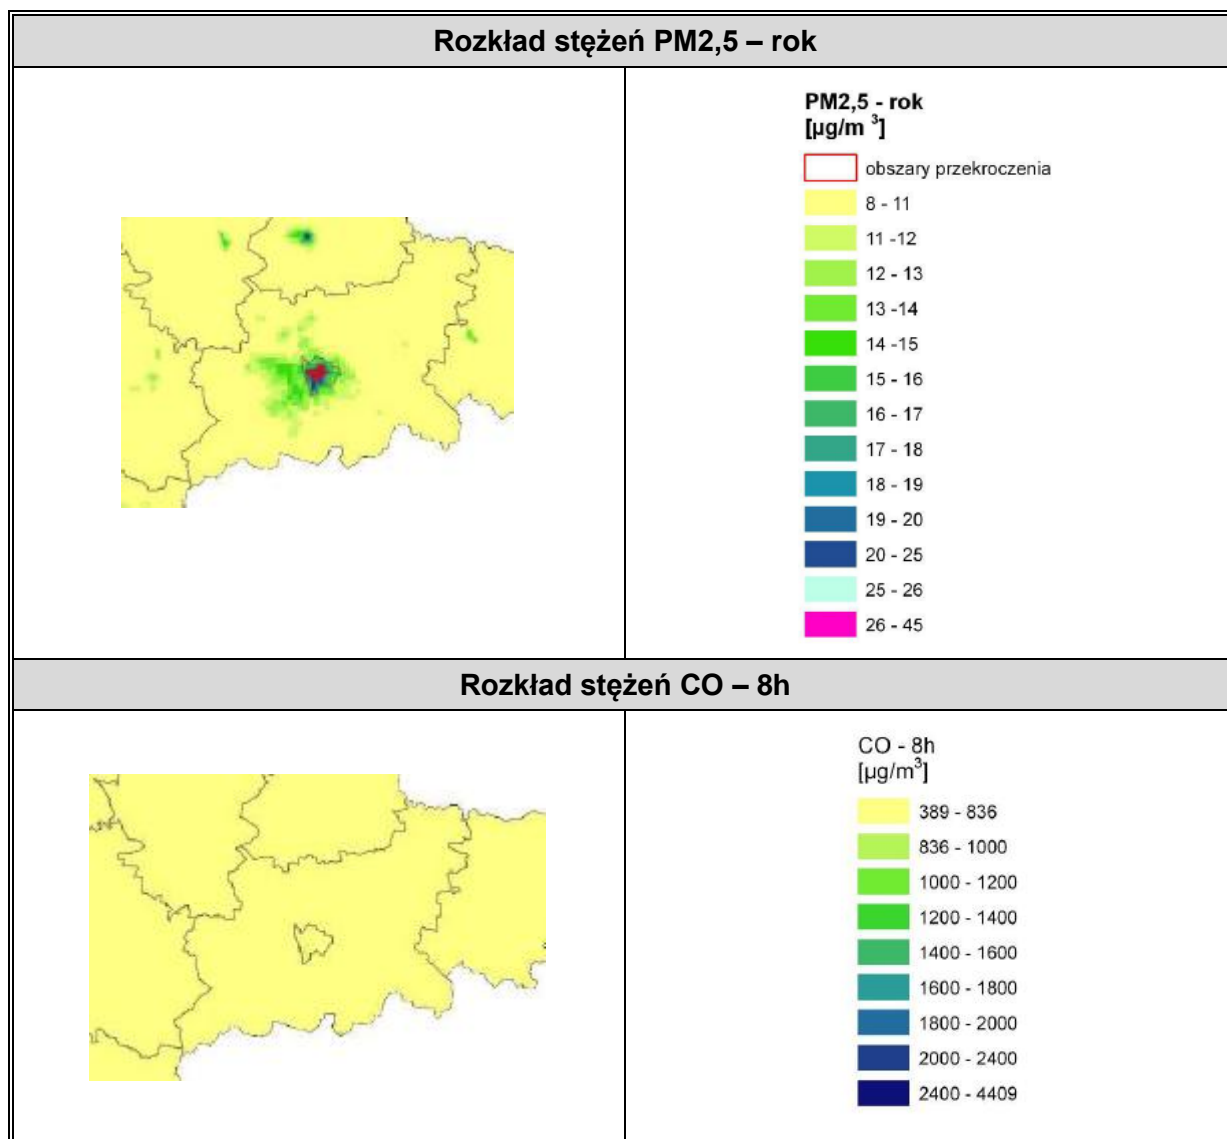 Rozkład stężeń PM2,5 – rok
PM2,5 - rok
[µg/m ³]
obszary przekroczenia
8 - 11
11 -12
12 - 13
13 -14
14 -15
15 - 16
16 - 17
17 - 18
18 - 19
19 - 20
20 - 25
25 - 26
26 - 45
Rozkład stężeń CO – 8h
CO - 8h
[µg/m³]
389 - 836
836 - 1000
1000 - 1200
1200 - 1400
1400 - 1600
1600 - 1800
1800 - 2000
2000 - 2400
2400 - 4409